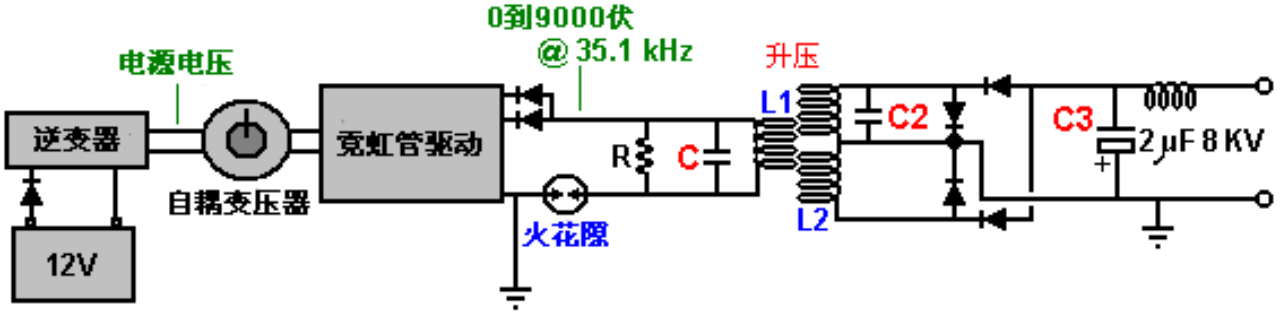 0到9000伏
@ 35.1 kHz
电源电压
升压
L1
逆变器
霓虹管驱动
R
C
C2
C3
2 µF 8 KV
+
自耦变压器
火花隙
L2
12V